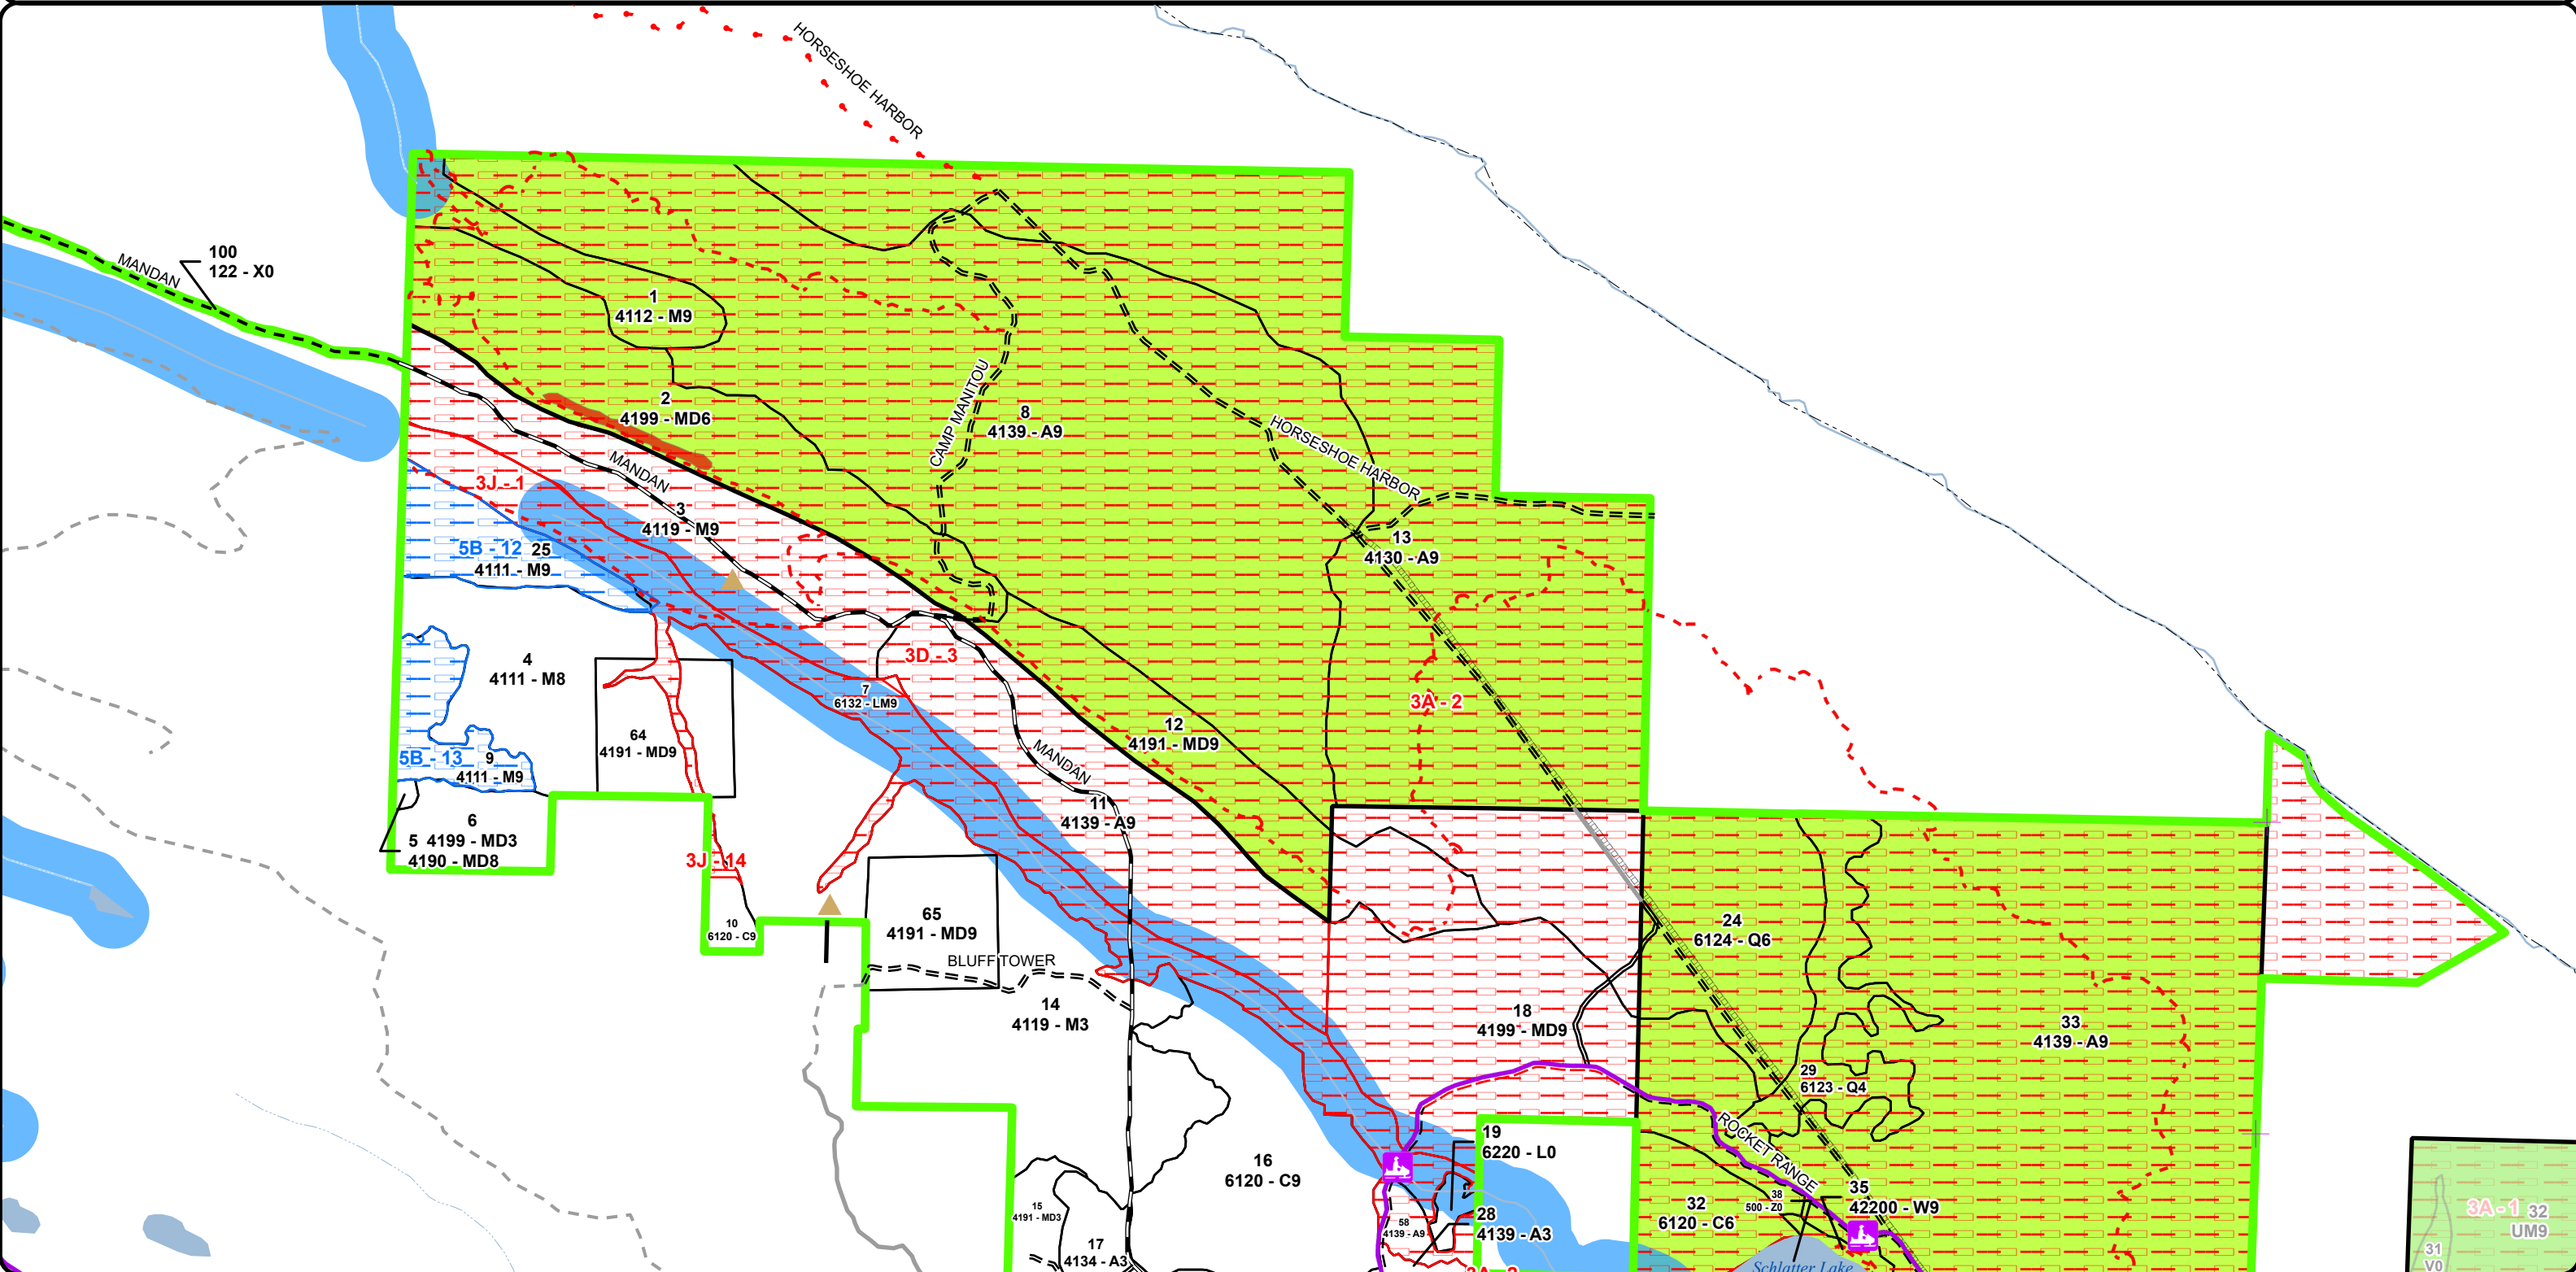 HORSESHOE HARBOR
MANDAN
100
122 - X0
1
4112 - M9
2
4199 - MD6
CAMP MANITOU
8
4139 - A9
HORSESHOE HARBOR
3J - 1
MANDAN
3
4119 - M9
5B - 12 25
4111 - M9
13
4130 - A9
4
4111 - M8
3D - 3
7
6132 - LM9
3A - 2
64
4191 - MD9
12
4191 - MD9
MANDAN
5B - 13 9
4111 - M9
11
4139 - A9
6
5 4199 - MD3
4190 - MD8
3J - 14
10
6120 - C9
65
4191 - MD9
24
6124 - Q6
BLUFF TOWER
14
4119 - M3
18
4199 - MD9
33
4139 - A9
29
6123 - Q4
ROCKET RANGE
19
6220 - L0
16
6120 - C9
15
4191 - MD3
17
4134 - A3
58
4139 - A9
28
4139 - A3
32
6120 - C6
38
500 - Z0
35
42200 - W9
3A - 1 32
UM9
31
V0
Schlatter Lake